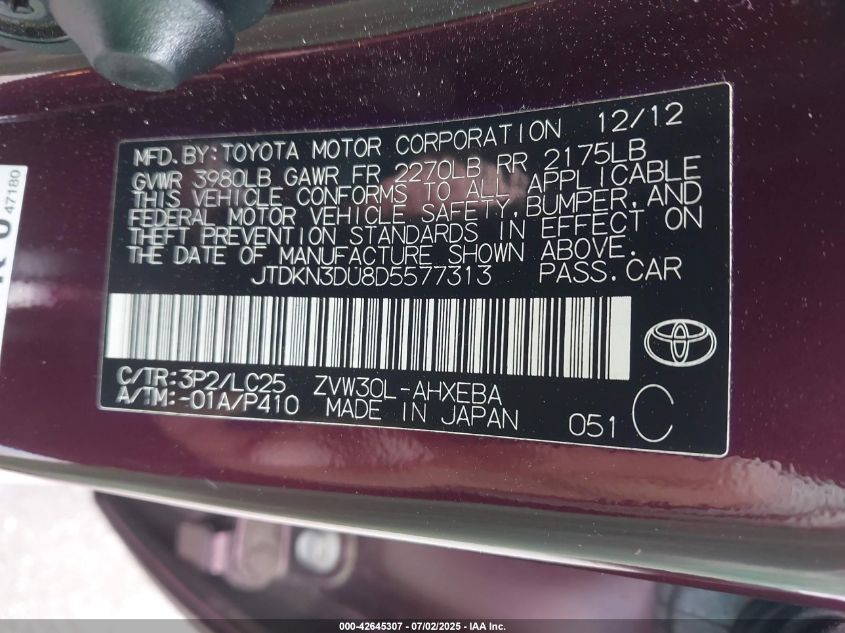 MFD. BY: TOYOTA MOTOR CORPORATION 12/12
GVWR 3980LB GAWR FR 2270LB RR 2175LB
THIS VEHICLE CONFORMS TO ALL APPLICABLE
FEDERAL MOTOR VEHICLE SAFETY, BUMPER, AND
THEFT PREVENTION STANDARDS IN EFFECT ON
THE DATE OF MANUFACTURE SHOWN ABOVE.
JTDKN3DU8D5577313 PASS. CAR
C/TR: 3P2/LC25 ZVW30L-AHXEBA
A/TM: -01A/P410 MADE IN JAPAN 051 C
47180
000-42645307 - 07/02/2025 - IAA Inc.